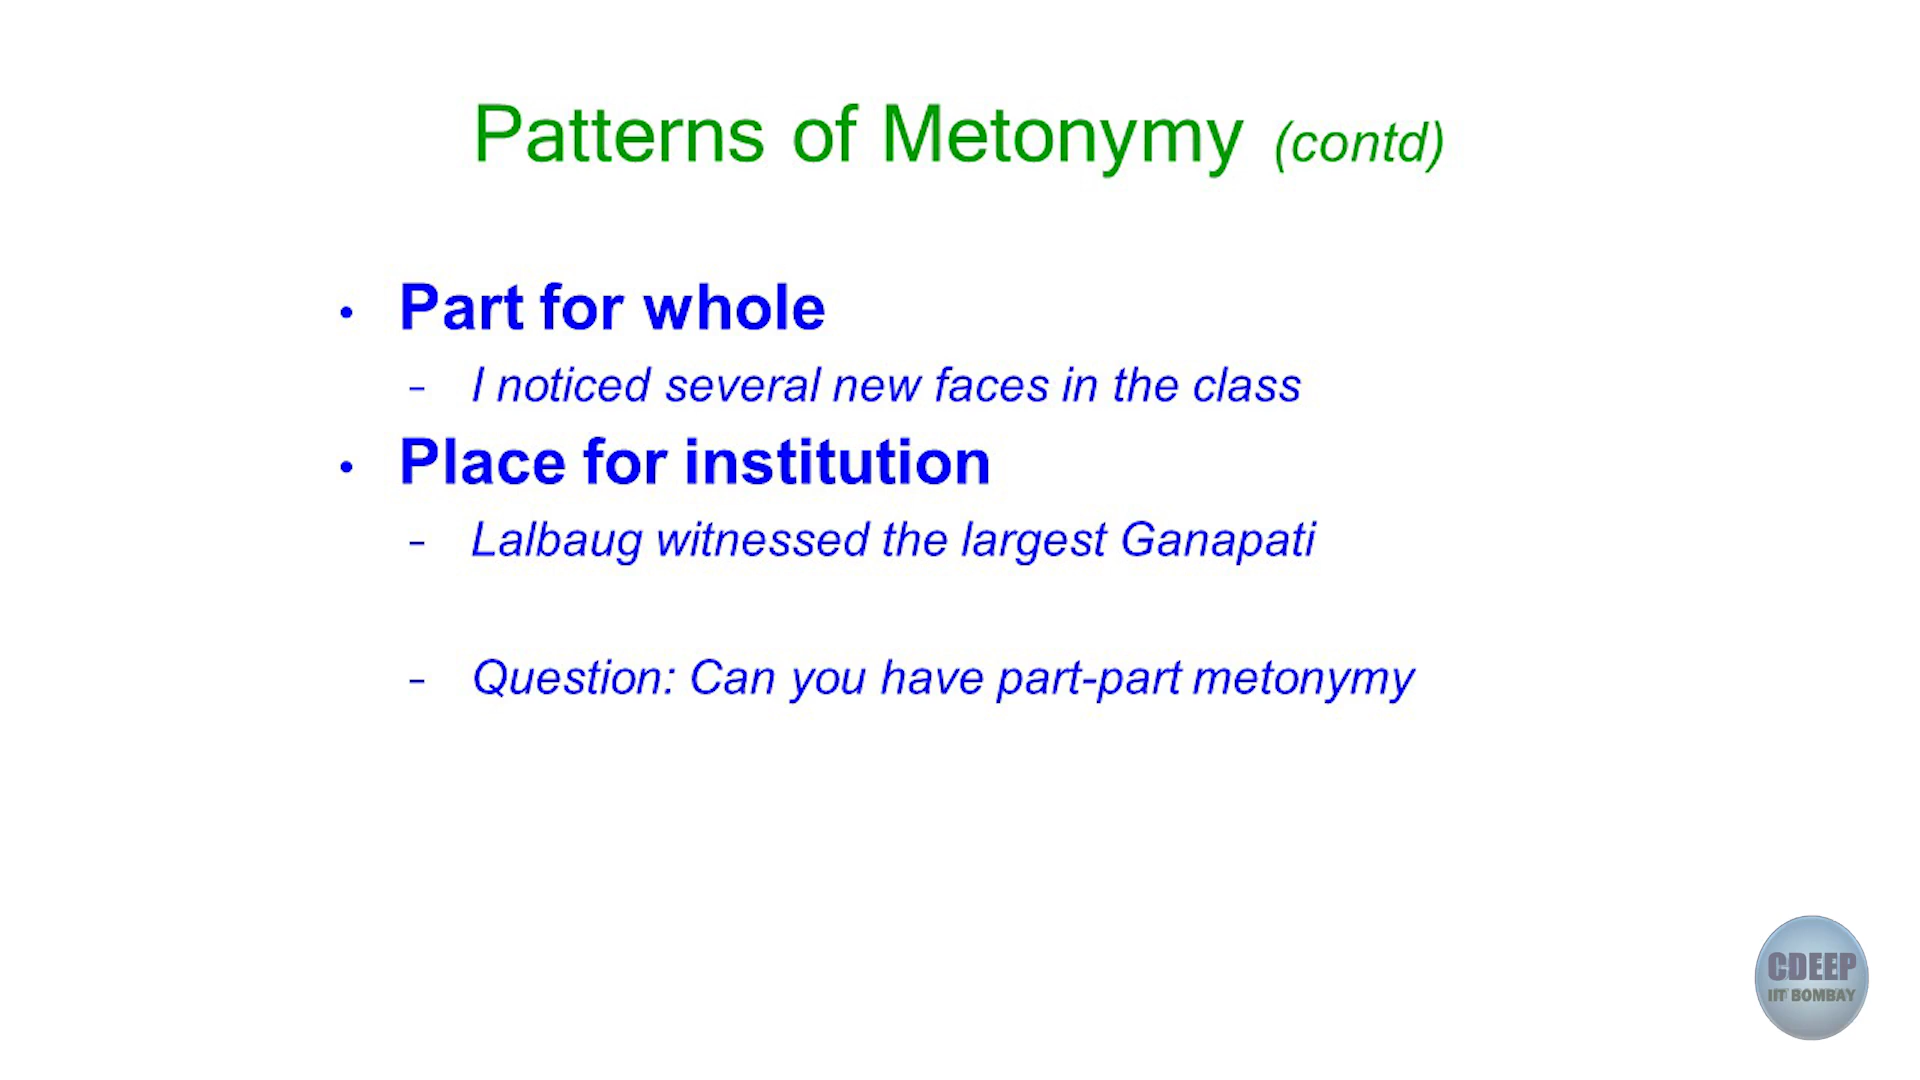 Patterns of Metonymy (contd)
• Part for whole
– I noticed several new faces in the class
• Place for institution
– Lalbaug witnessed the largest Ganapati
– Question: Can you have part-part metonymy
CDEEP
IIT BOMBAY